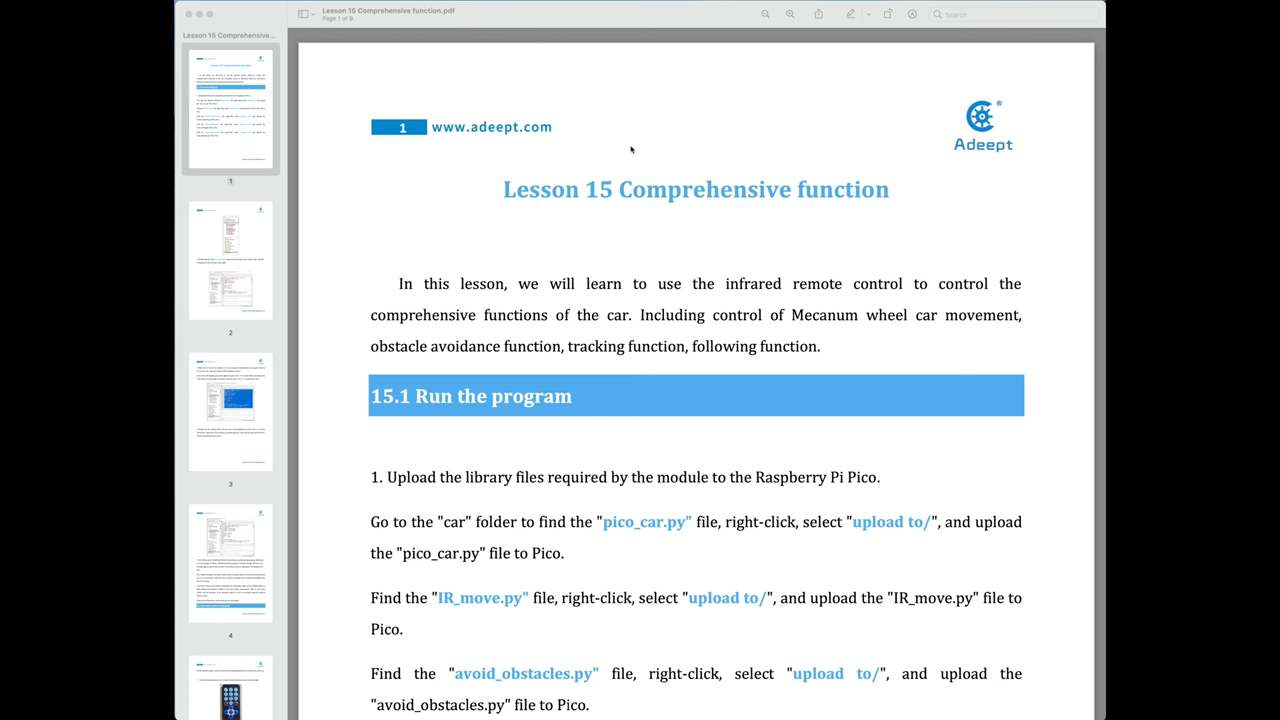 Lesson 15 Comprehensive function.pdf
Page 1 of 9
Search
Lesson 15 Comprehensive...
1
2
3
4
1 www.adeept.com
Adeept
Lesson 15 Comprehensive function
In this lesson, we will learn to use the infrared remote control to control the
comprehensive functions of the car. Including control of Mecanum wheel car movement,
obstacle avoidance function, tracking function, following function.
15.1 Run the program
1. Upload the library files required by the module to the Raspberry Pi Pico.
Go to the "car" folder to find the "pico_car.py" file, right-click, select "upload to/", and upload
the "pico_car.py" file to Pico.
Find the "IR_move.py" file, right-click, select "upload to/", and upload the "IR_move.py" file to
Pico.
Find the "avoid_obstacles.py" file, right-click, select "upload to/", and upload the
"avoid_obstacles.py" file to Pico.